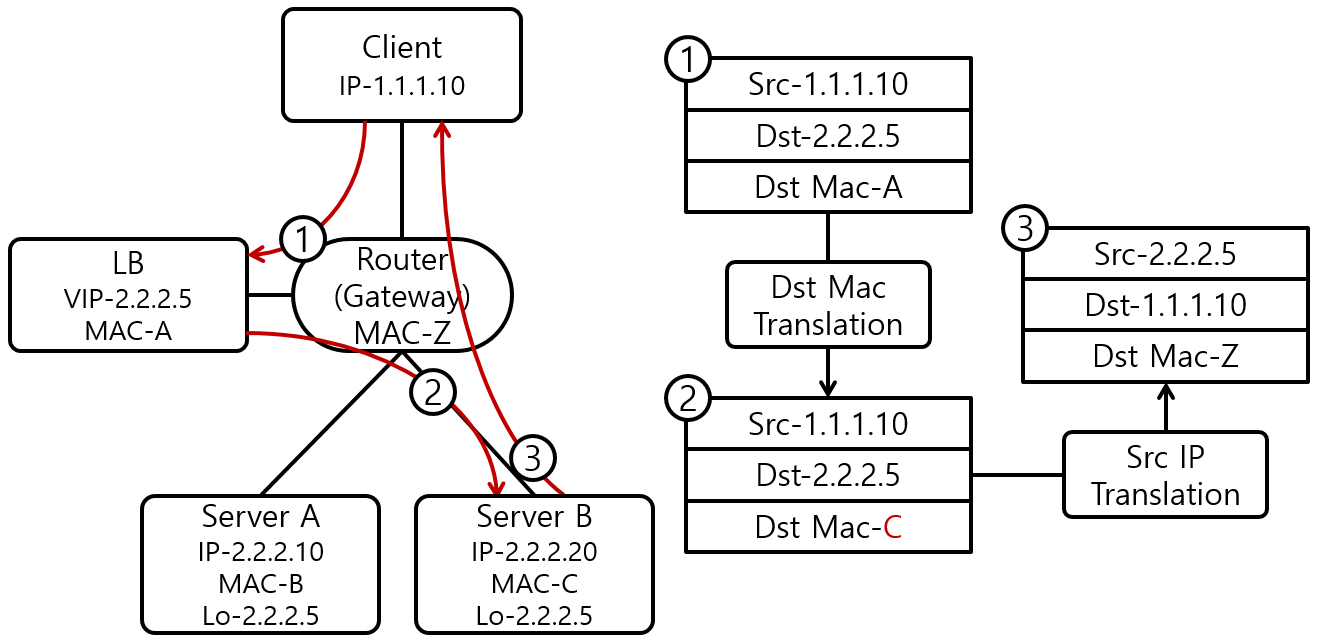 Client
IP-1.1.1.10
1
LB
VIP-2.2.2.5
MAC-A
Router
(Gateway)
MAC-Z
2
3
Server A
IP-2.2.2.10
MAC-B
Lo-2.2.2.5
Server B
IP-2.2.2.20
MAC-C
Lo-2.2.2.5
1
Src-1.1.1.10
Dst-2.2.2.5
Dst Mac-A
Dst Mac
Translation
2
Src-1.1.1.10
Dst-2.2.2.5
Dst Mac-C
Src IP
Translation
3
Src-2.2.2.5
Dst-1.1.1.10
Dst Mac-Z